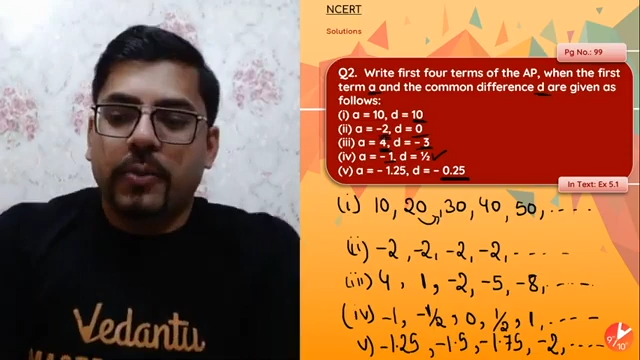 NCERT
Solutions
Pg No.: 99
Q2. Write first four terms of the AP, when the first
term a and the common difference d are given as
follows:
(i) a = 10, d = 10
(ii) a = –2, d = 0
(iii) a = 4, d = – 3
(iv) a = – 1. d = ½
(v) a = – 1.25, d = – 0.25
In Text: Ex 5.1
(i) 10, 20, 30, 40, 50, ....
(ii) -2, -2, -2, -2, .....
(iii) 4, 1, -2, -5, -8, .....
(iv) -1, -1/2, 0, 1/2, 1, ....
v) -1.25, -1.5, -1.75, -2, ....
Vedantu
9 10